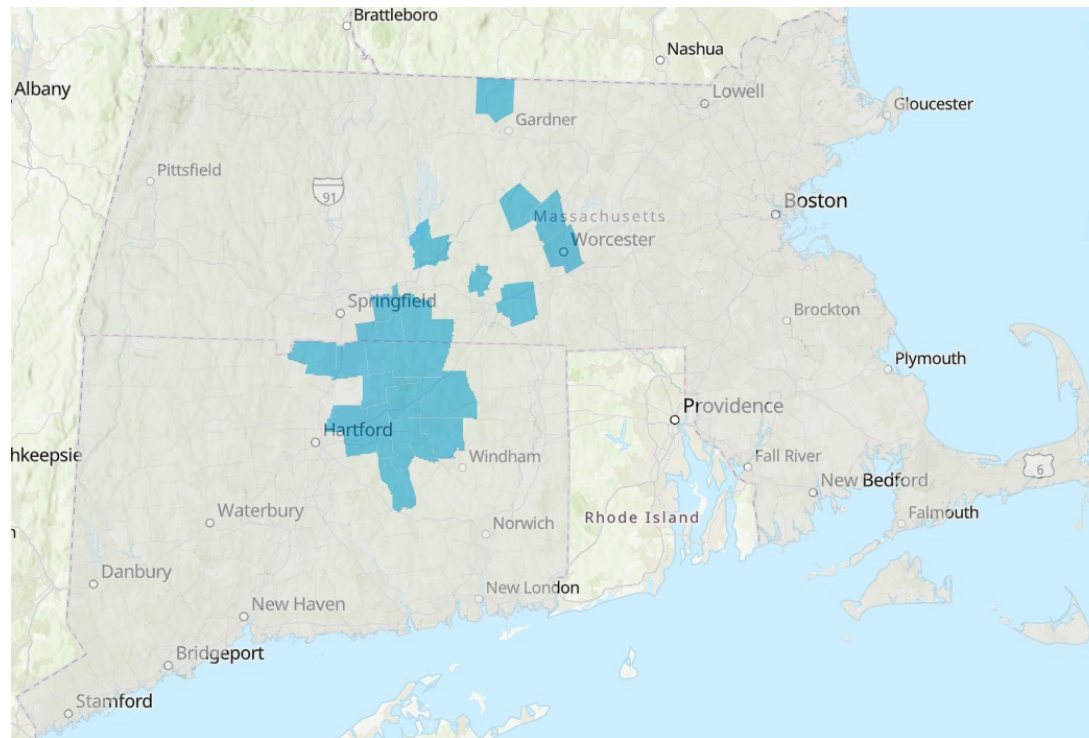 Brattleboro
Nashua
Albany
Lowell
Gloucester
Gardner
Pittsfield
91
Boston
Massachusetts
Worcester
Springfield
Brockton
Plymouth
Providence
Hartford
hkeepsie
Windham
Fall River
6
New Bedford
Waterbury
Norwich
Rhode Island
Falmouth
Danbury
New London
New Haven
Bridgeport
Stamford